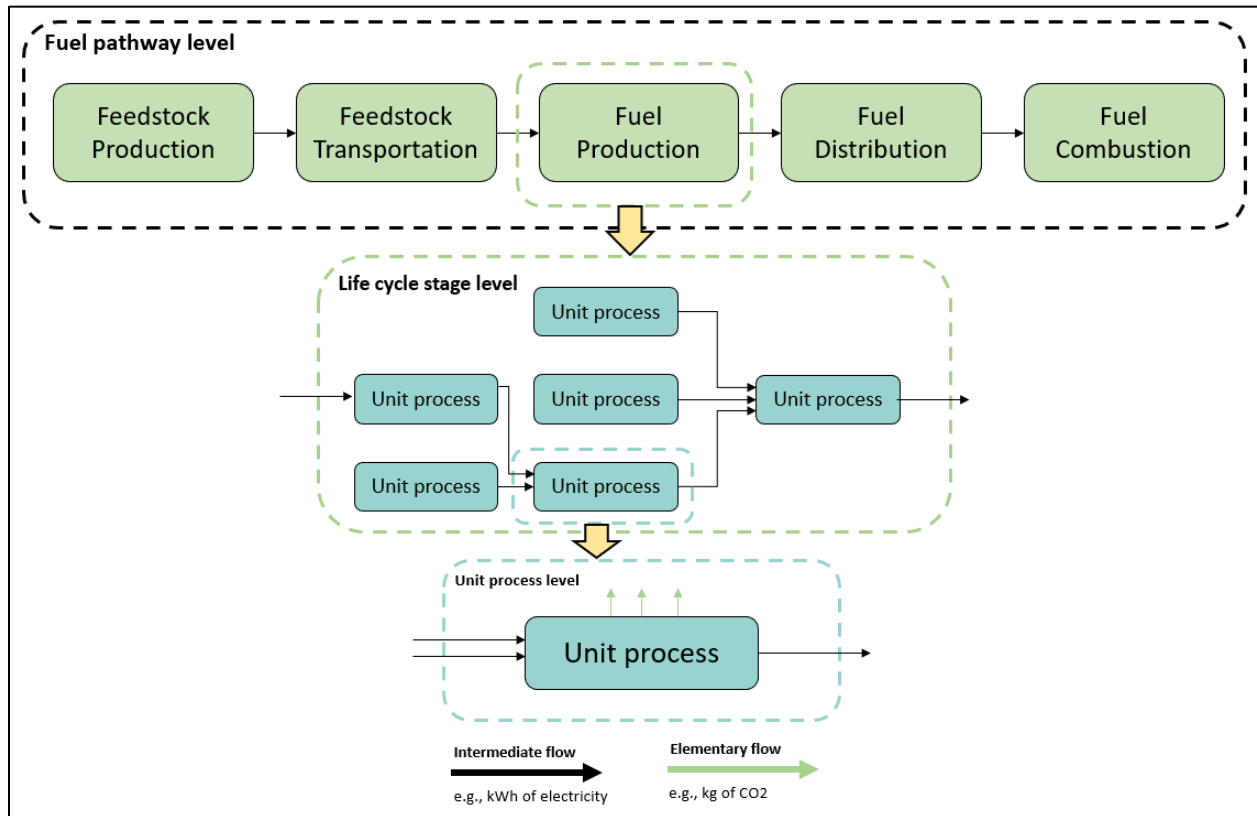 Fuel pathway level
Feedstock
Production
Feedstock
Transportation
Fuel
Production
Fuel
Distribution
Fuel
Combustion
Life cycle stage level
Unit process
Unit process
Unit process
Unit process
Unit process
Unit process
Unit process level
Unit process
Intermediate flow
e.g., kWh of electricity
Elementary flow
e.g., kg of CO2